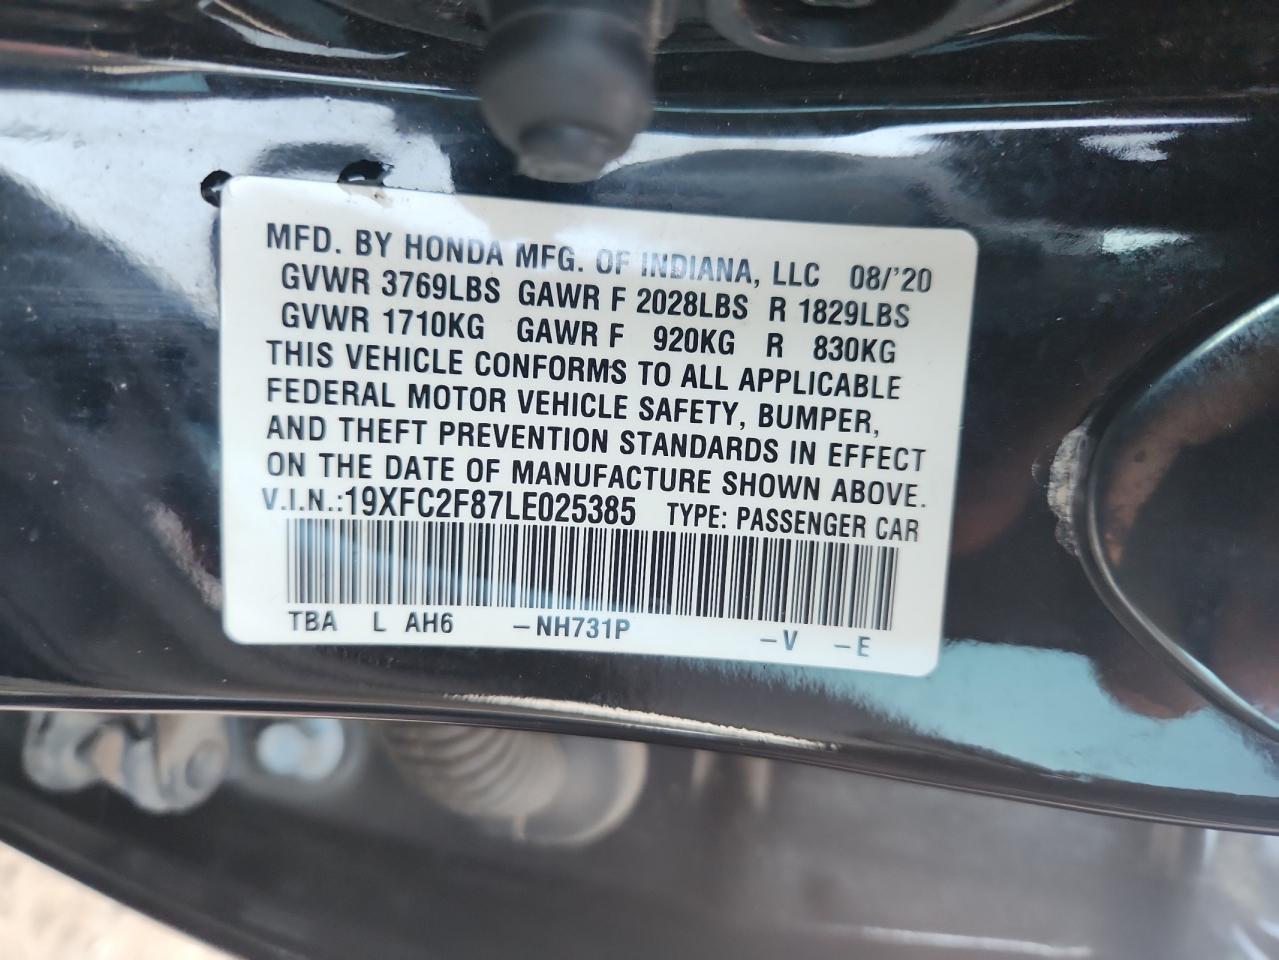 MFD. BY HONDA MFG. OF INDIANA, LLC 08/'20
GVWR 3769LBS GAWR F 2028LBS R 1829LBS
GVWR 1710KG GAWR F 920KG R 830KG
THIS VEHICLE CONFORMS TO ALL APPLICABLE
FEDERAL MOTOR VEHICLE SAFETY, BUMPER,
AND THEFT PREVENTION STANDARDS IN EFFECT
ON THE DATE OF MANUFACTURE SHOWN ABOVE.
V.I.N.:19XFC2F87LE025385 TYPE: PASSENGER CAR
TBA L AH6 –NH731P –V –E